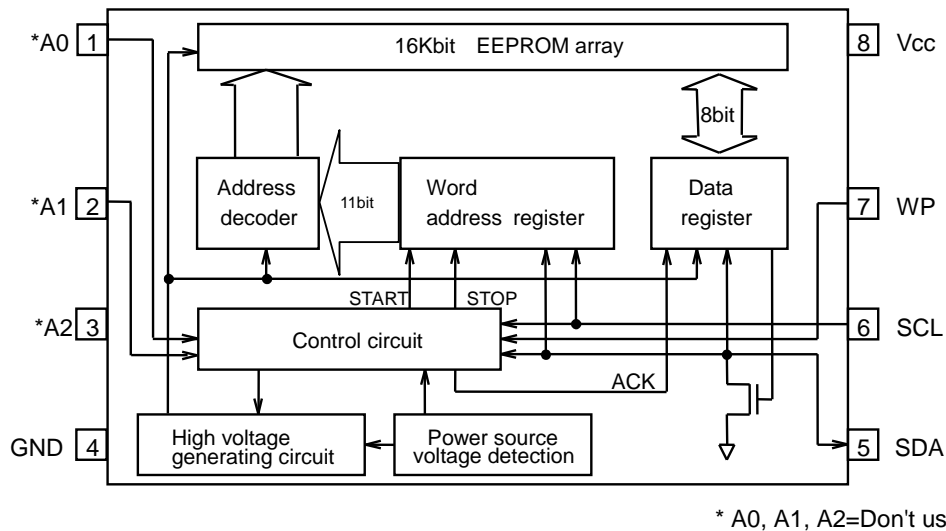 *A0 1
16Kbit EEPROM array
8 Vcc
8bit
*A1 2
Address
decoder
11bit
Word
address register
Data
register
7 WP
START
STOP
*A2 3
Control circuit
6 SCL
ACK
GND 4
High voltage
generating circuit
Power source
voltage detection
5 SDA
* A0, A1, A2=Don't us